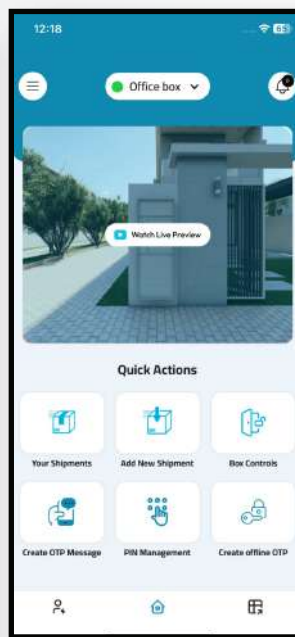 12:18
65
Office box
Watch Live Preview
Quick Actions
Your Shipments
Add New Shipment
Box Controls
Create OTP Message
PIN Management
Create offline OTP